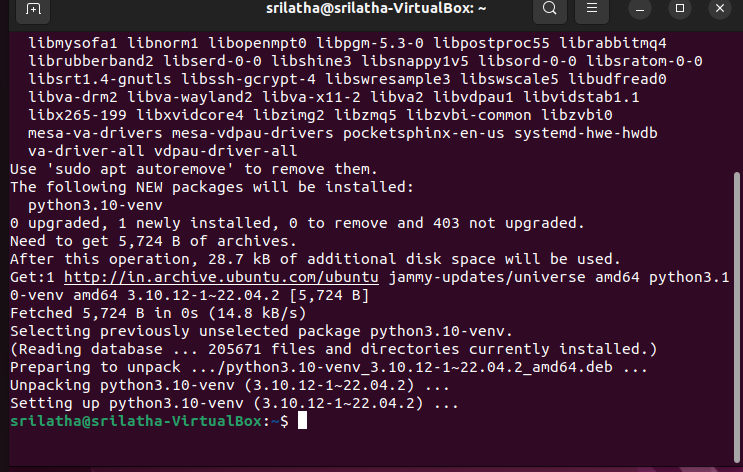 srilatha@srilatha-VirtualBox: ~
libmysofa1 libnorm1 libopenmpt0 libpgm-5.3-0 libpostproc55 librabbitmq4
librubberband2 libserd-0-0 libshine3 libsnappy1v5 libsord-0-0 libsratom-0-0
libsrt1.4-gnutls libssh-gcrypt-4 libswresample3 libswscale5 libudfread0
libva-drm2 libva-wayland2 libva-x11-2 libva2 libvdpau1 libvidstab1.1
libx265-199 libxvidcore4 libzimg2 libzmq5 libzvbi-common libzvbi0
mesa-va-drivers mesa-vdpau-drivers pocketsphinx-en-us systemd-hwe-hwdb
va-driver-all vdpau-driver-all
Use 'sudo apt autoremove' to remove them.
The following NEW packages will be installed:
python3.10-venv
0 upgraded, 1 newly installed, 0 to remove and 403 not upgraded.
Need to get 5,724 B of archives.
After this operation, 28.7 kB of additional disk space will be used.
Get:1 http://in.archive.ubuntu.com/ubuntu jammy-updates/universe amd64 python3.1
0-venv amd64 3.10.12-1~22.04.2 [5,724 B]
Fetched 5,724 B in 0s (14.8 kB/s)
Selecting previously unselected package python3.10-venv.
(Reading database ... 205671 files and directories currently installed.)
Preparing to unpack .../python3.10-venv_3.10.12-1~22.04.2_amd64.deb ...
Unpacking python3.10-venv (3.10.12-1~22.04.2) ...
Setting up python3.10-venv (3.10.12-1~22.04.2) ...
srilatha@srilatha-VirtualBox:~$